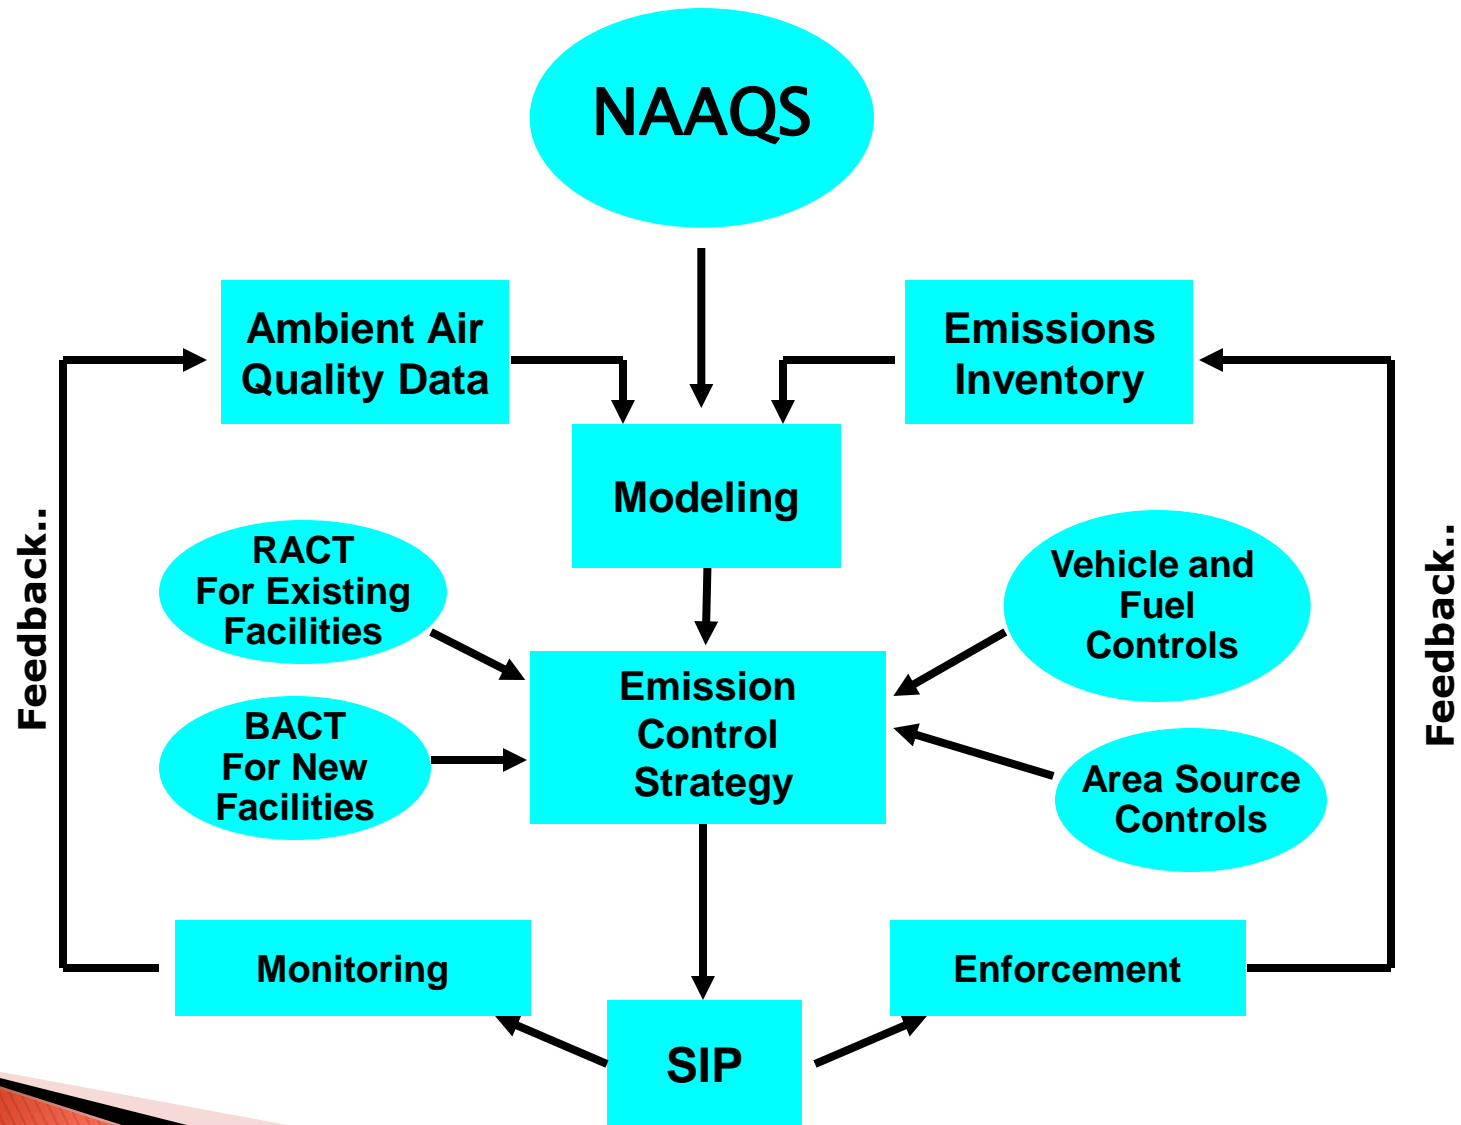 NAAQS
Ambient Air
Quality Data
Emissions
Inventory
Modeling
Feedback..
RACT
For Existing
Facilities
Vehicle and
Fuel
Controls
Feedback..
Emission
Control
Strategy
BACT
For New
Facilities
Area Source
Controls
Monitoring
Enforcement
SIP